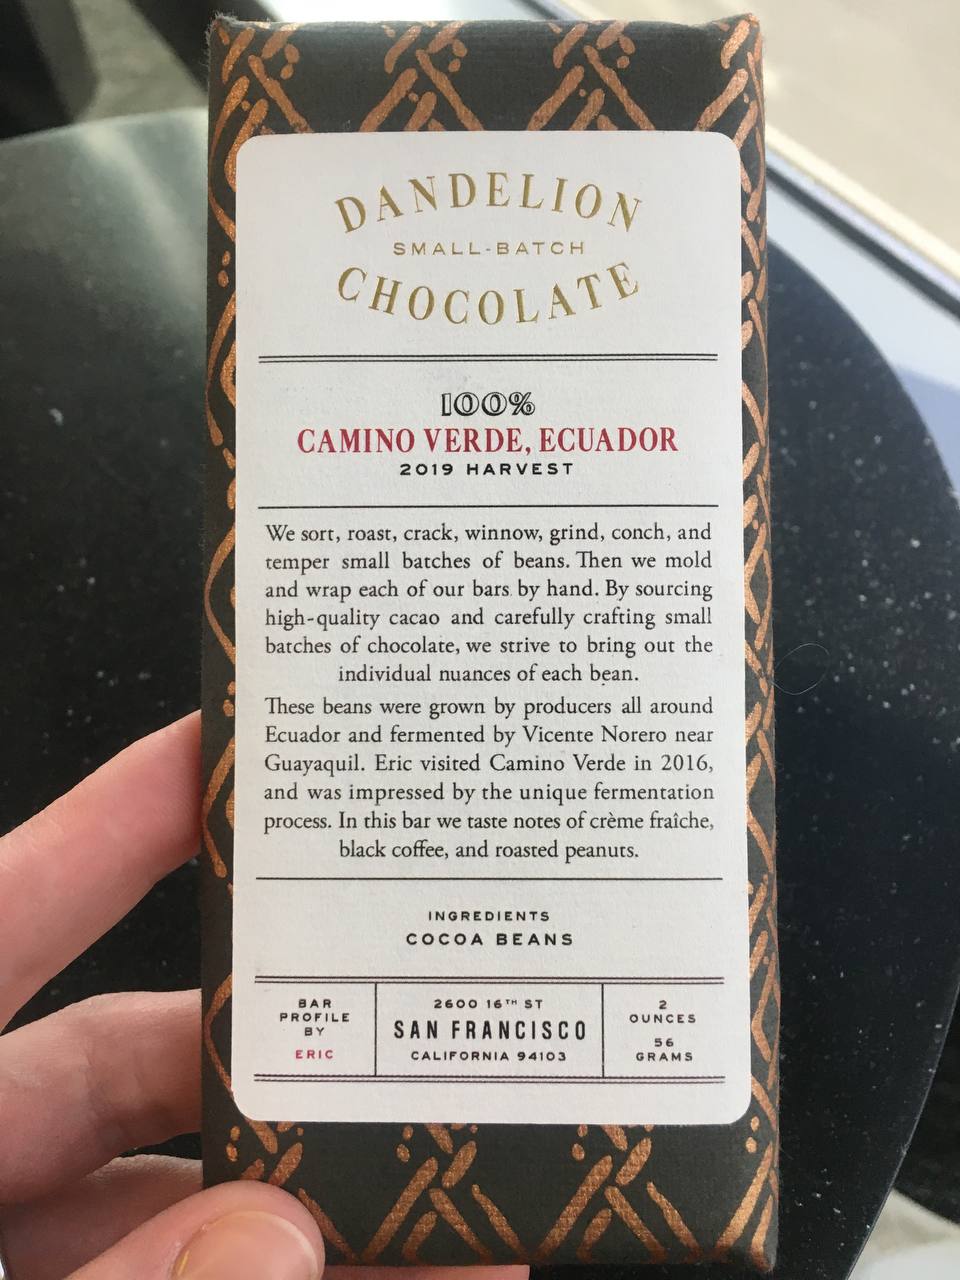 DANDELION
SMALL-BATCH
CHOCOLATE
100%
CAMINO VERDE, ECUADOR
2019 HARVEST
We sort, roast, crack, winnow, grind, conch, and
temper small batches of beans. Then we mold
and wrap each of our bars by hand. By sourcing
high-quality cacao and carefully crafting small
batches of chocolate, we strive to bring out the
individual nuances of each bean.
These beans were grown by producers all around
Ecuador and fermented by Vicente Norero near
Guayaquil. Eric visited Camino Verde in 2016,
and was impressed by the unique fermentation
process. In this bar we taste notes of crème fraîche,
black coffee, and roasted peanuts.
INGREDIENTS
COCOA BEANS
BAR
PROFILE
BY
ERIC
2600 16TH ST
SAN FRANCISCO
CALIFORNIA 94103
2
OUNCES
56
GRAMS